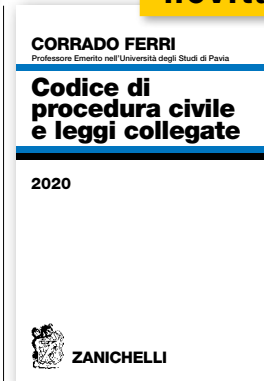 CORRADO FERRI
Professore Emerito nell'Università degli Studi di Pavia
Codice di
procedura civile
e leggi collegate
2020
ZANICHELLI